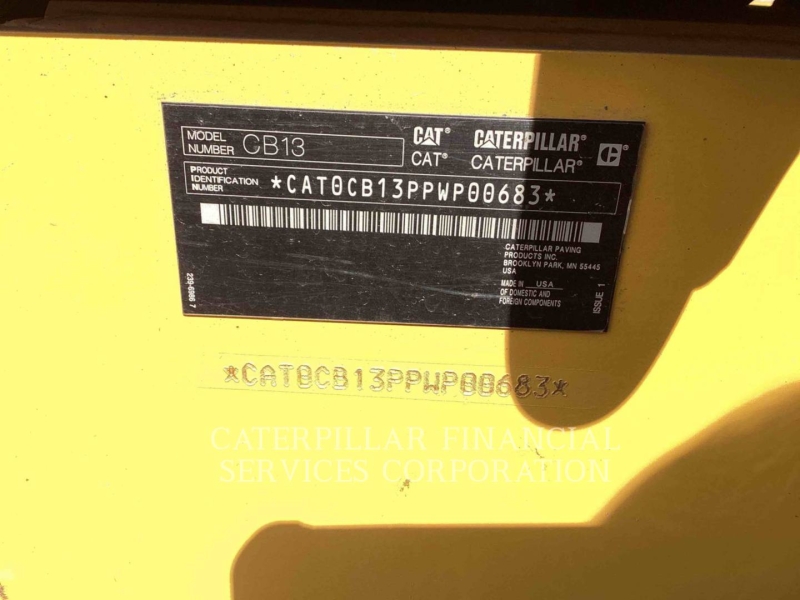 MODEL NUMBER CB13
CAT® CATERPILLAR®
CAT® CATERPILLAR®
PRODUCT IDENTIFICATION NUMBER *CAT0CB13PPWP00683*
CATERPILLAR PAVING
PRODUCTS INC.
BROOKLYN PARK, MN 55445
USA
MADE IN USA
OF DOMESTIC AND
FOREIGN COMPONENTS
ISSUE 1
*CAT0CB13PPWP00683*
CATERPILLAR FINANCIAL
SERVICES CORPORATION